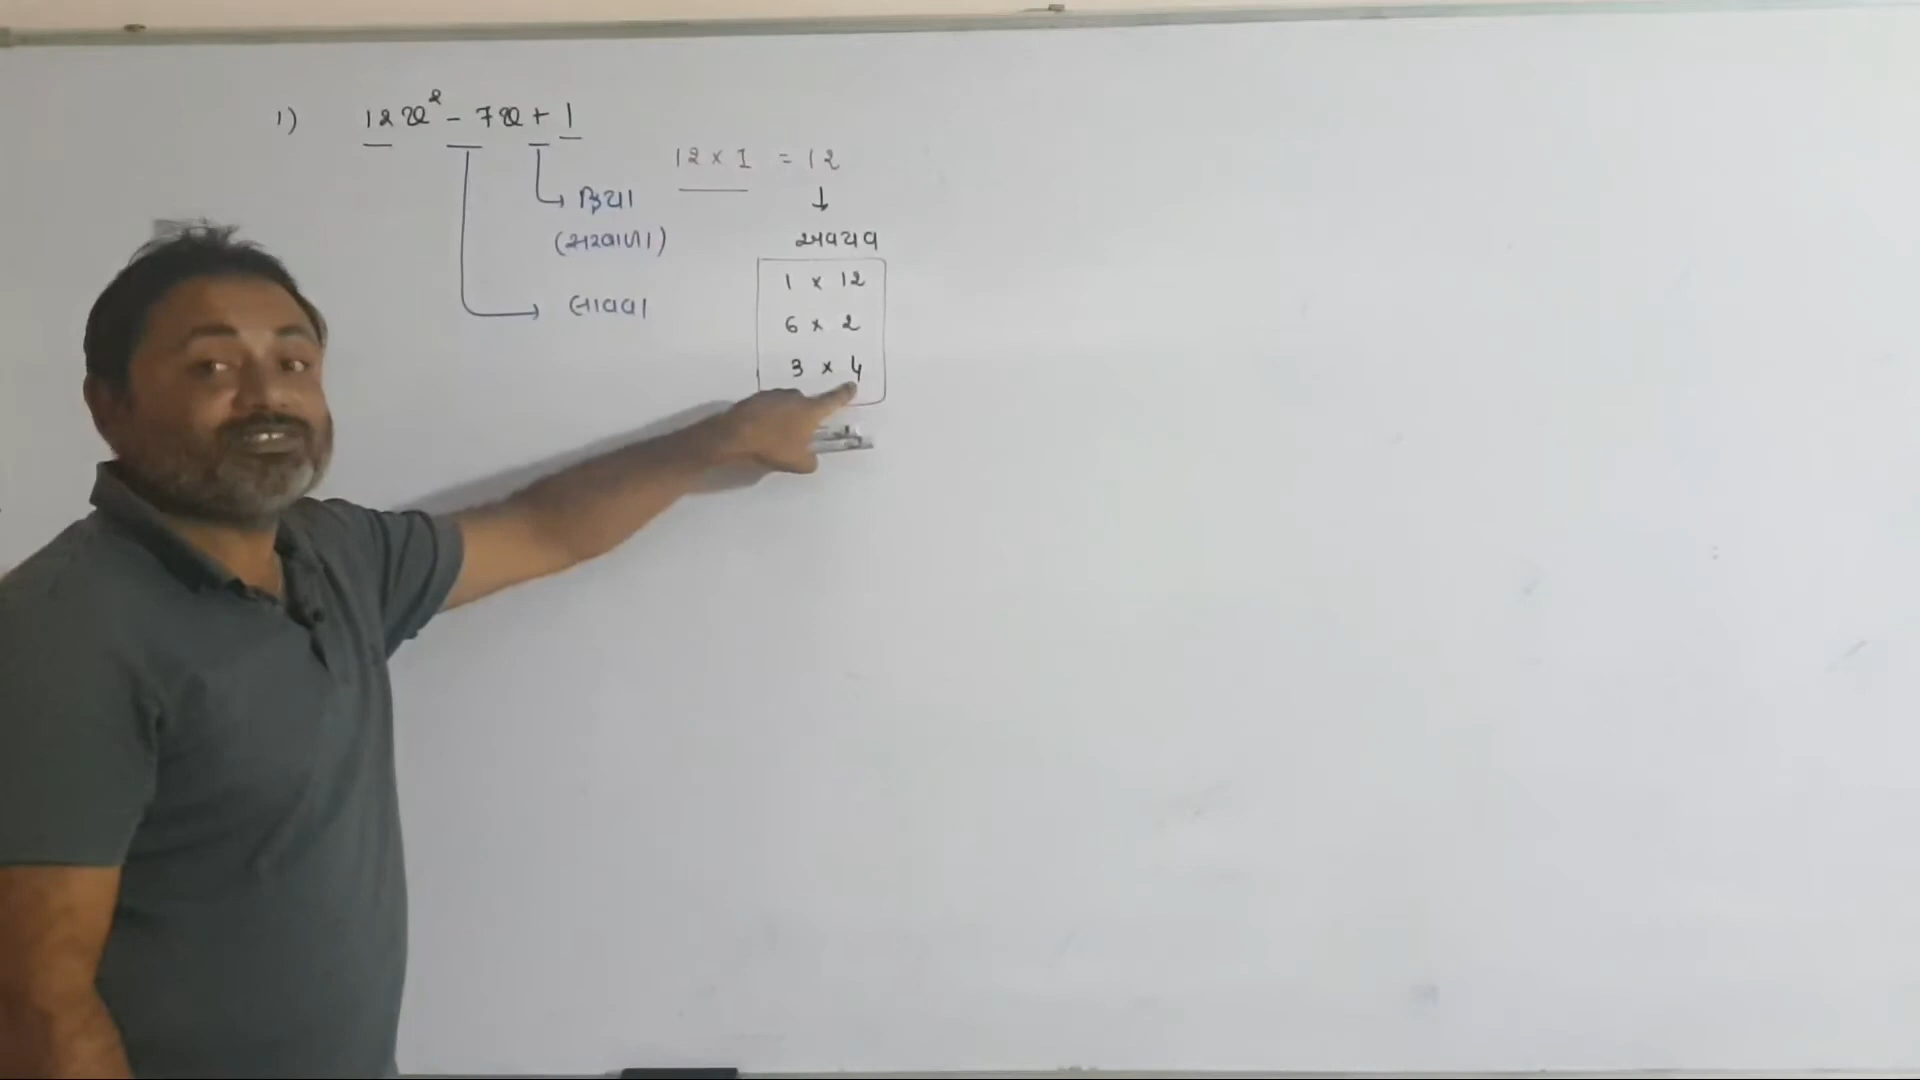 1) 12x² - 7x + 1
12 × 1 = 12
↓
ક્રિયા
(સરવાળા)
અવયવ
1 × 12
લાવવા
6 × 2
3 × 4